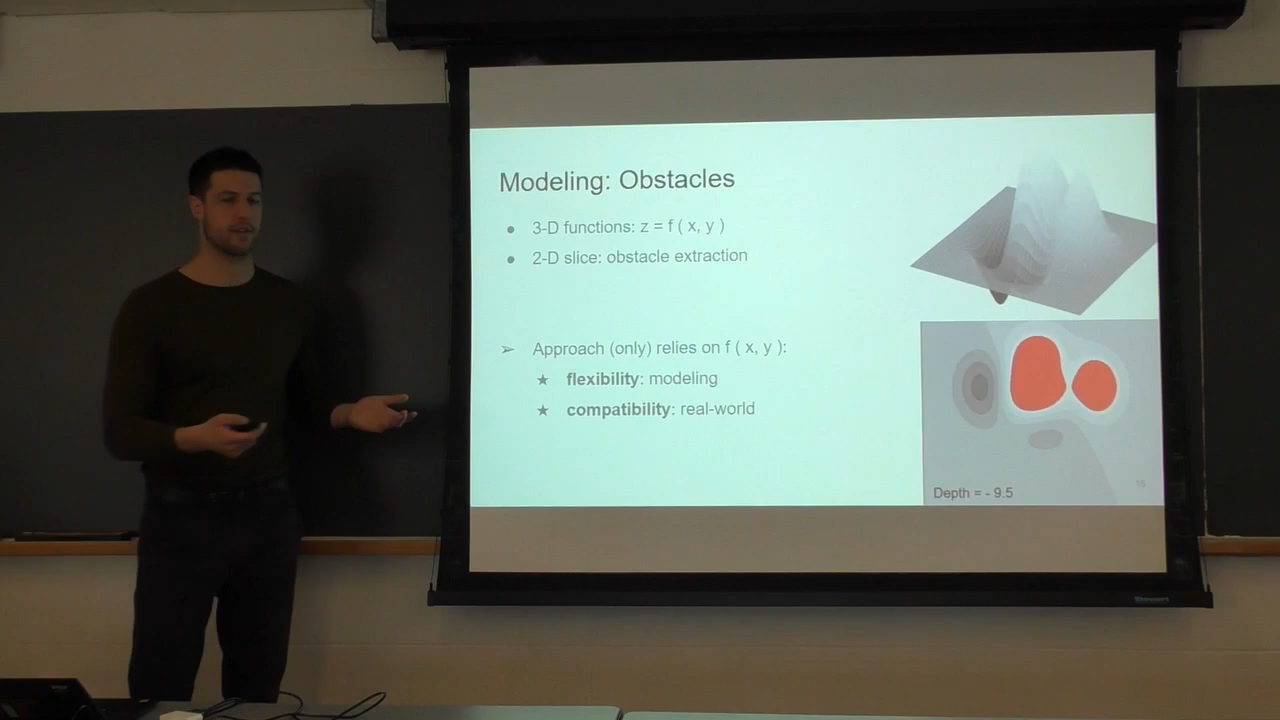 Modeling: Obstacles
● 3-D functions: z = f ( x, y )
● 2-D slice: obstacle extraction
➢ Approach (only) relies on f ( x, y ):
★ flexibility: modeling
★ compatibility: real-world
Depth = - 9.5